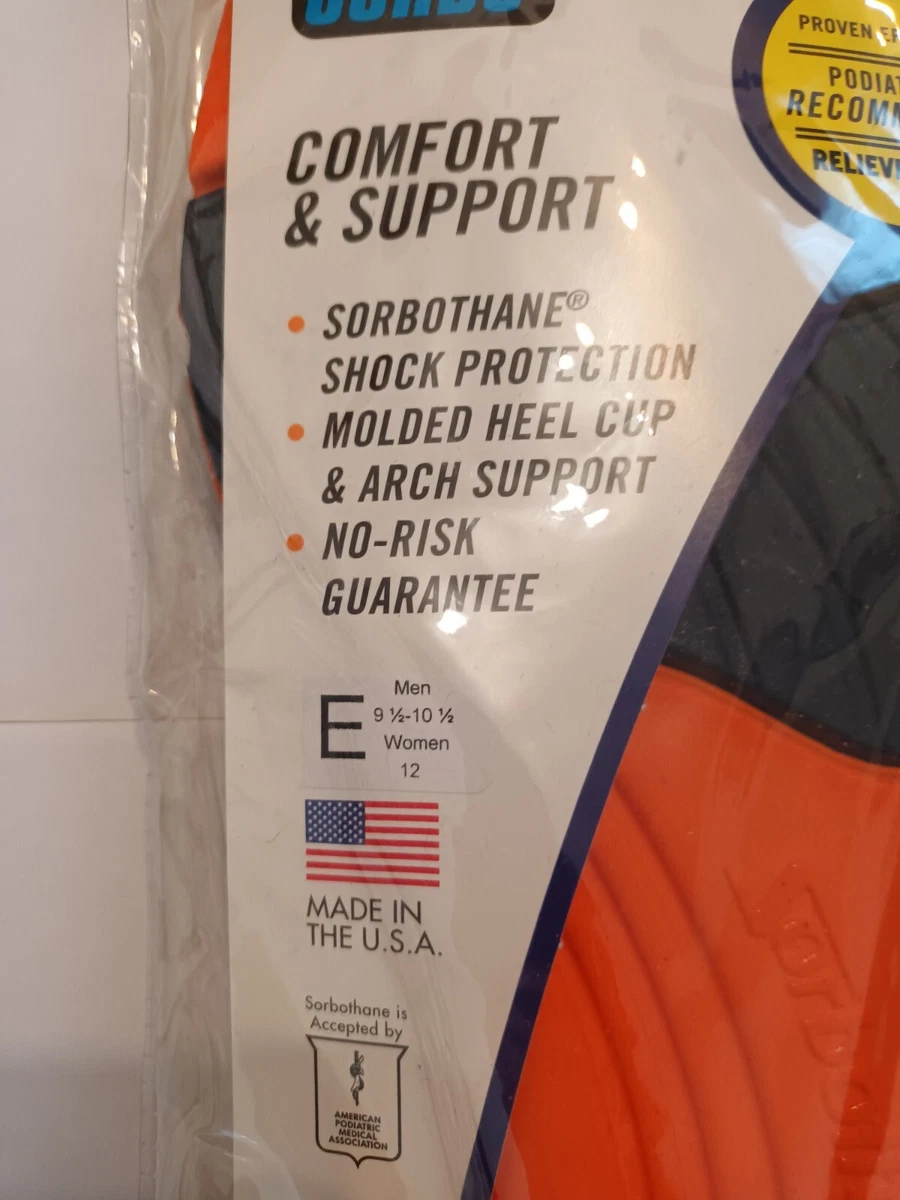 PROVEN
COMFORT
& SUPPORT
RECOMM
RELIEV
• SORBOTHANE®
SHOCK PROTECTION
• MOLDED HEEL CUP
& ARCH SUPPORT
• NO-RISK
GUARANTEE
E
Men
9 ½-10 ½
Women
12
MADE IN
THE U.S.A.
Sorbothane is
Accepted by
AMERICAN
PODIATRIC
MEDICAL
ASSOCIATION